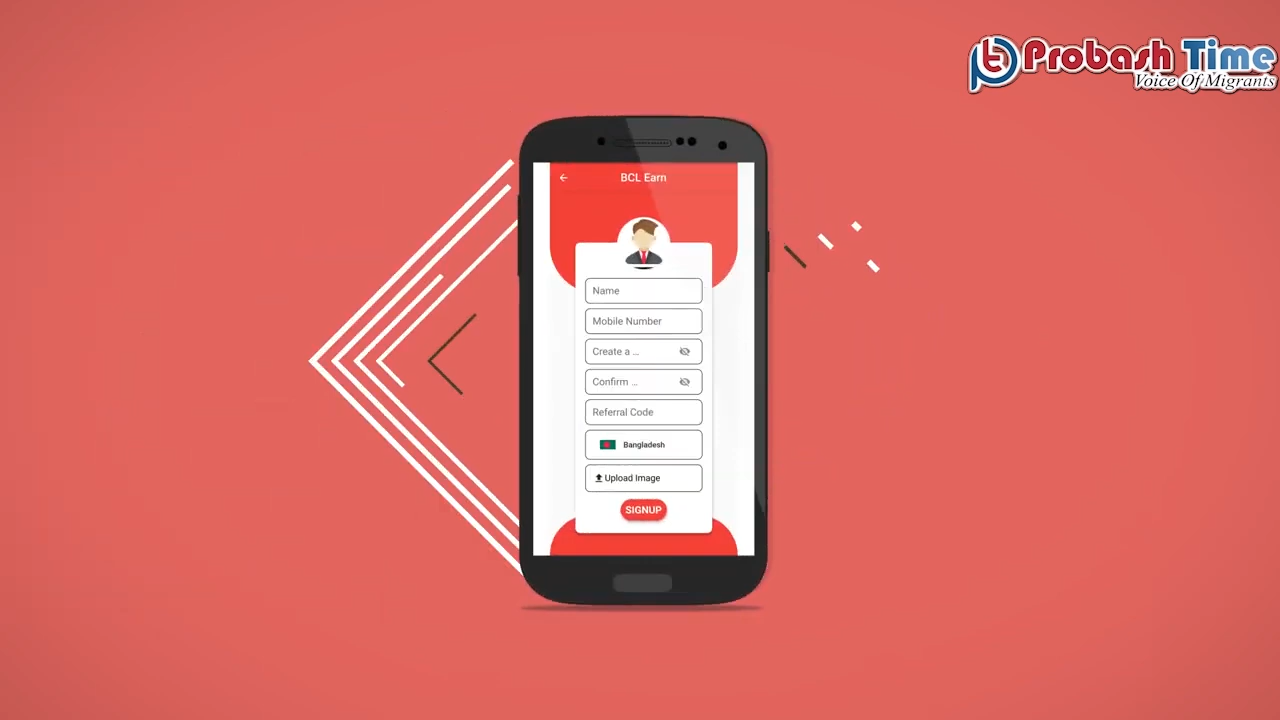 Probash Time
Voice Of Migrants
BCL Earn
Name
Mobile Number
Create a ...
Confirm ...
Referral Code
Bangladesh
Upload Image
SIGNUP